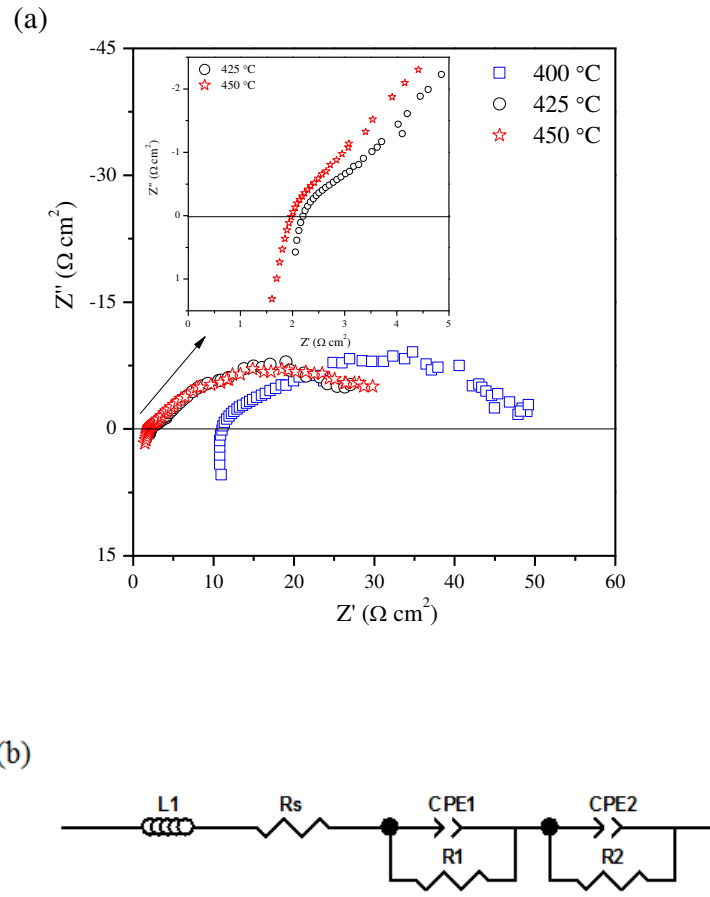 (a)
-45
-30
-15
0
15
Z'' (Ω cm²)
0 10 20 30 40 50 60
Z' (Ω cm²)
400 °C
425 °C
450 °C
425 °C
450 °C
-2
-1
0
1
Z'' (Ω cm²)
0 1 2 3 4 5
Z' (Ω cm²)
(b)
L1 Rs CPE1 CPE2
R1 R2